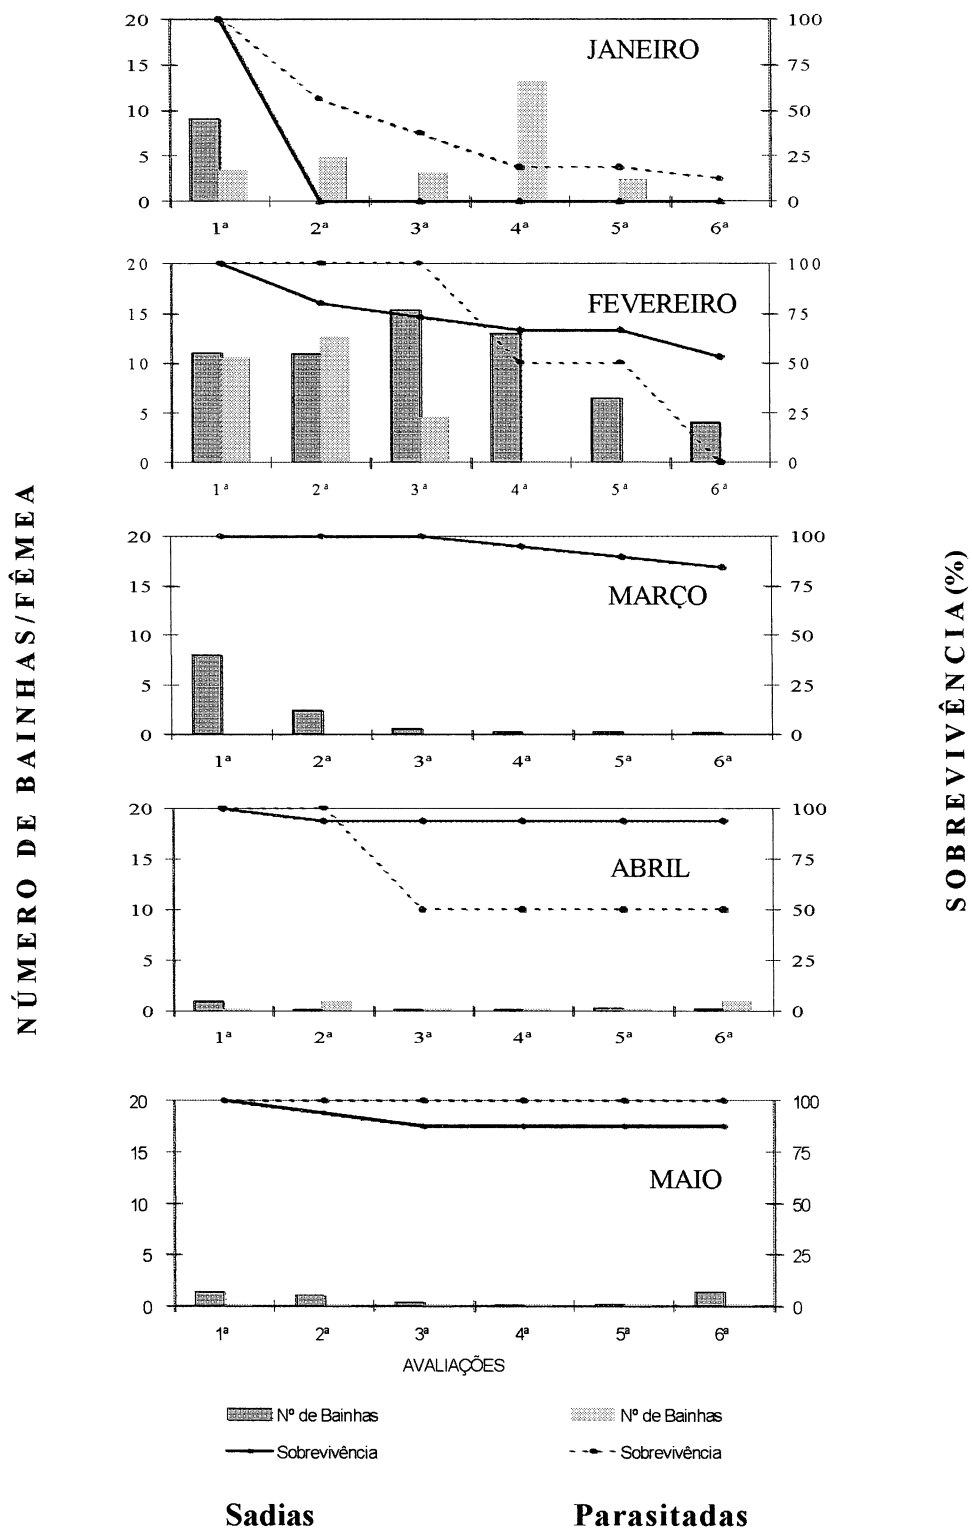 NÚMERO DE BAINHAS/FÊMEA
SOBREVIVÊNCIA (%)
JANEIRO
20 15 10 5 0
100 75 50 25 0
1ª 2ª 3ª 4ª 5ª 6ª
FEVEREIRO
20 15 10 5 0
100 75 50 25 0
1ª 2ª 3ª 4ª 5ª 6ª
MARÇO
20 15 10 5 0
100 75 50 25 0
1ª 2ª 3ª 4ª 5ª 6ª
ABRIL
20 15 10 5 0
100 75 50 25 0
1ª 2ª 3ª 4ª 5ª 6ª
MAIO
20 15 10 5 0
100 75 50 25 0
1ª 2ª 3ª 4ª 5ª 6ª
AVALIAÇÕES
Nº de Bainhas Nº de Bainhas
Sobrevivência Sobrevivência
Sadias Parasitadas